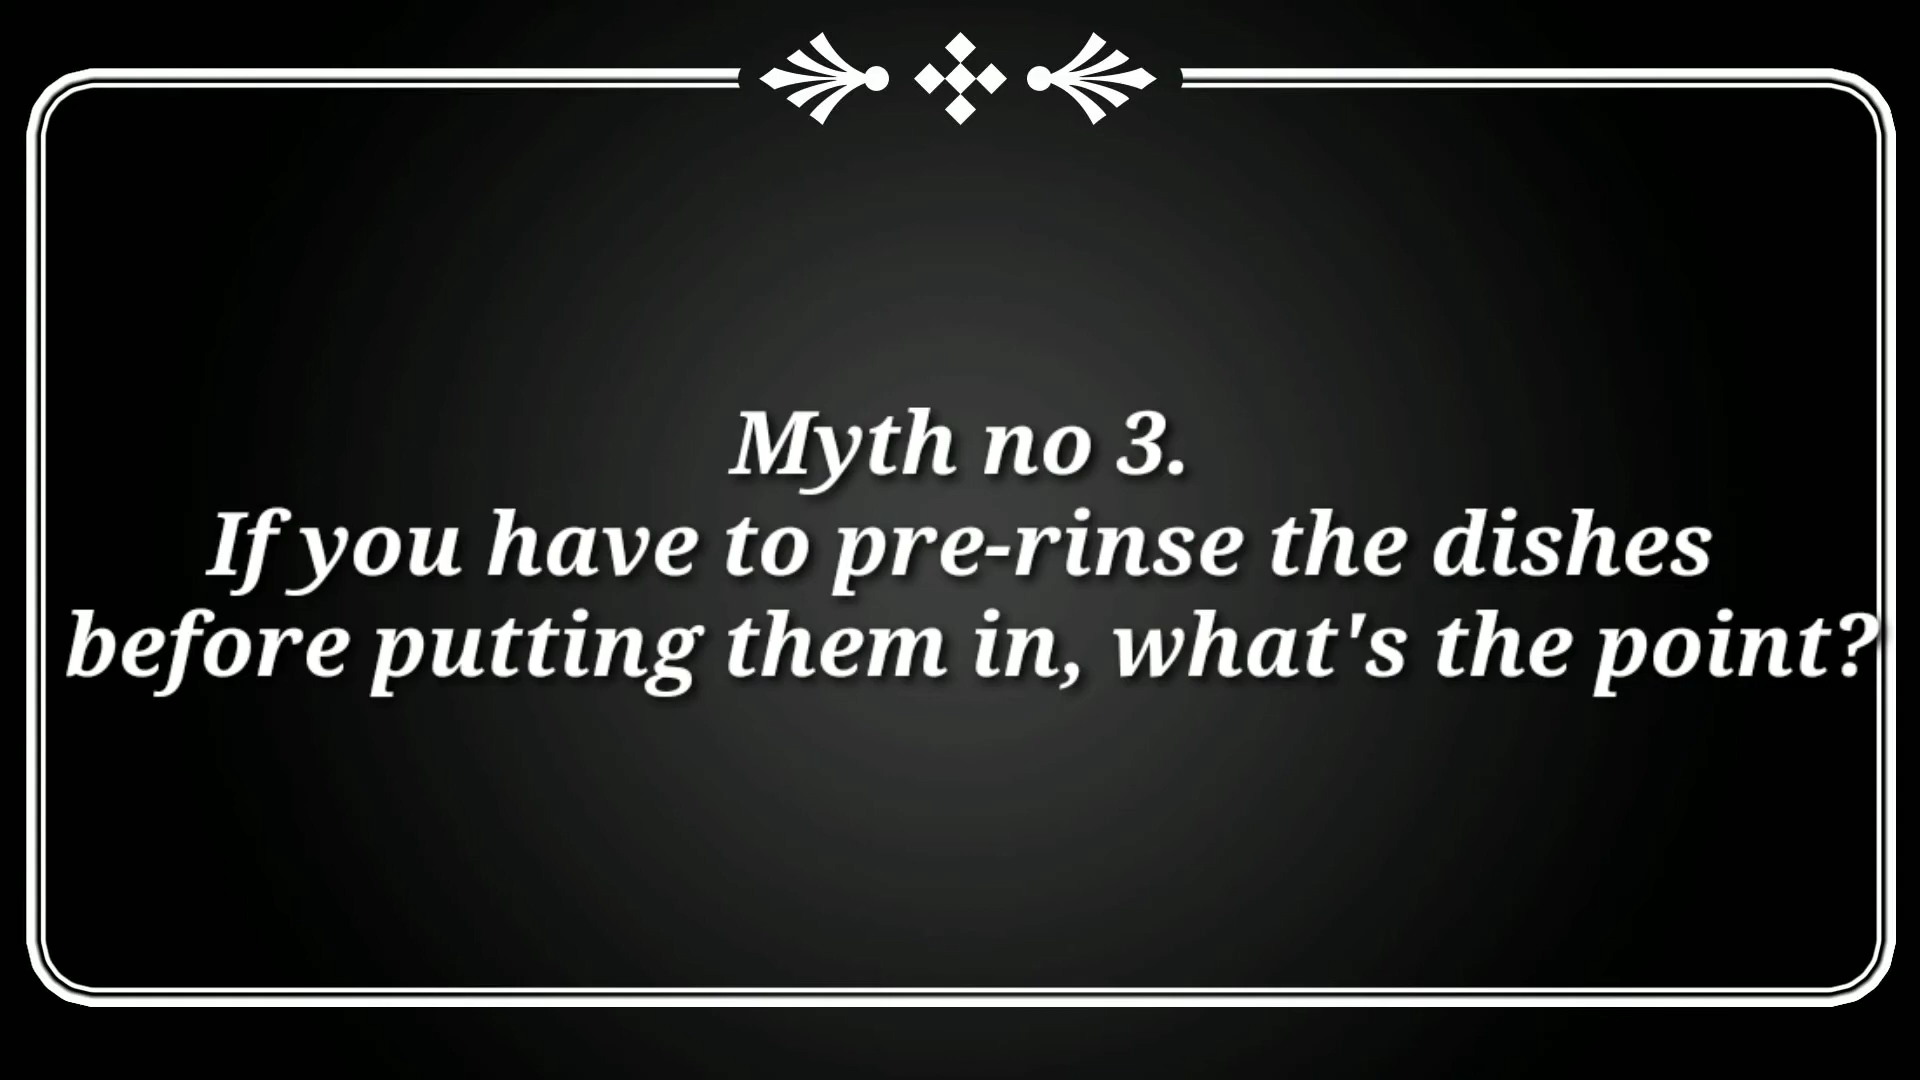 Myth no 3.
If you have to pre-rinse the dishes
before putting them in, what's the point?